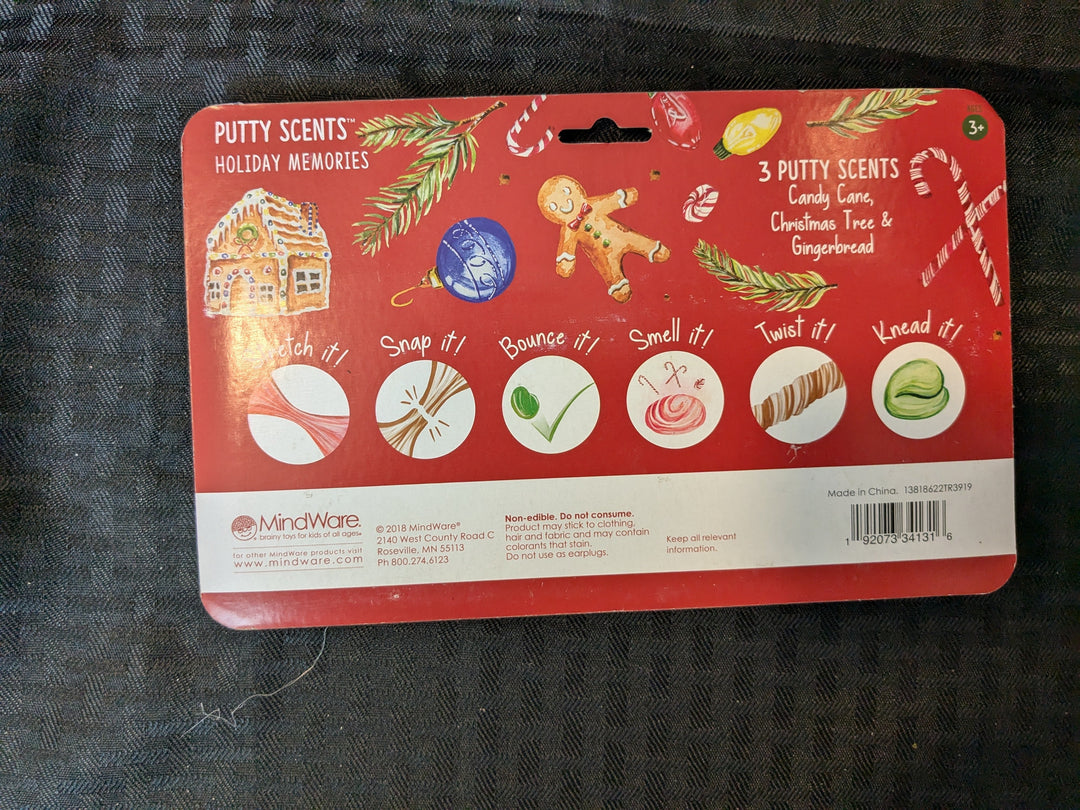 PUTTY SCENTS™
HOLIDAY MEMORIES
3+
3 PUTTY SCENTS
Candy Cane,
Christmas Tree &
Gingerbread
Snap it!
Bounce it!
Smell it!
Twist it!
Knead it!
MindWare®
brainy toys for kids of all ages®
for other MindWare products visit
www.mindware.com
© 2018 MindWare®
2140 West County Road C
Roseville, MN 55113
Ph 800.274.6123
Non-edible. Do not consume.
Product may stick to clothing,
hair and fabric and may contain
colorants that stain.
Do not use as earplugs.
Keep all relevant
information.
Made in China. 13818622TR3919
1 92073 34131 6